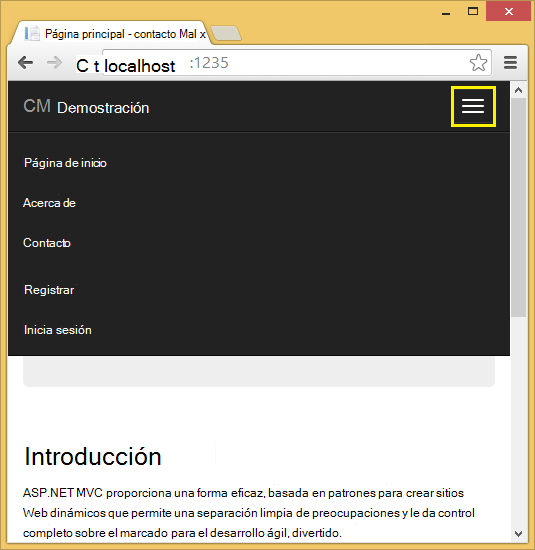 Página principal - contacto Mal x
C t localhost :1235
CM Demostración
Página de inicio
Acerca de
Contacto
Registrar
Inicia sesión
Introducción
ASP.NET MVC proporciona una forma eficaz, basada en patrones para crear sitios
Web dinámicos que permite una separación limpia de preocupaciones y le da control
completo sobre el marcado para el desarrollo ágil, divertido.